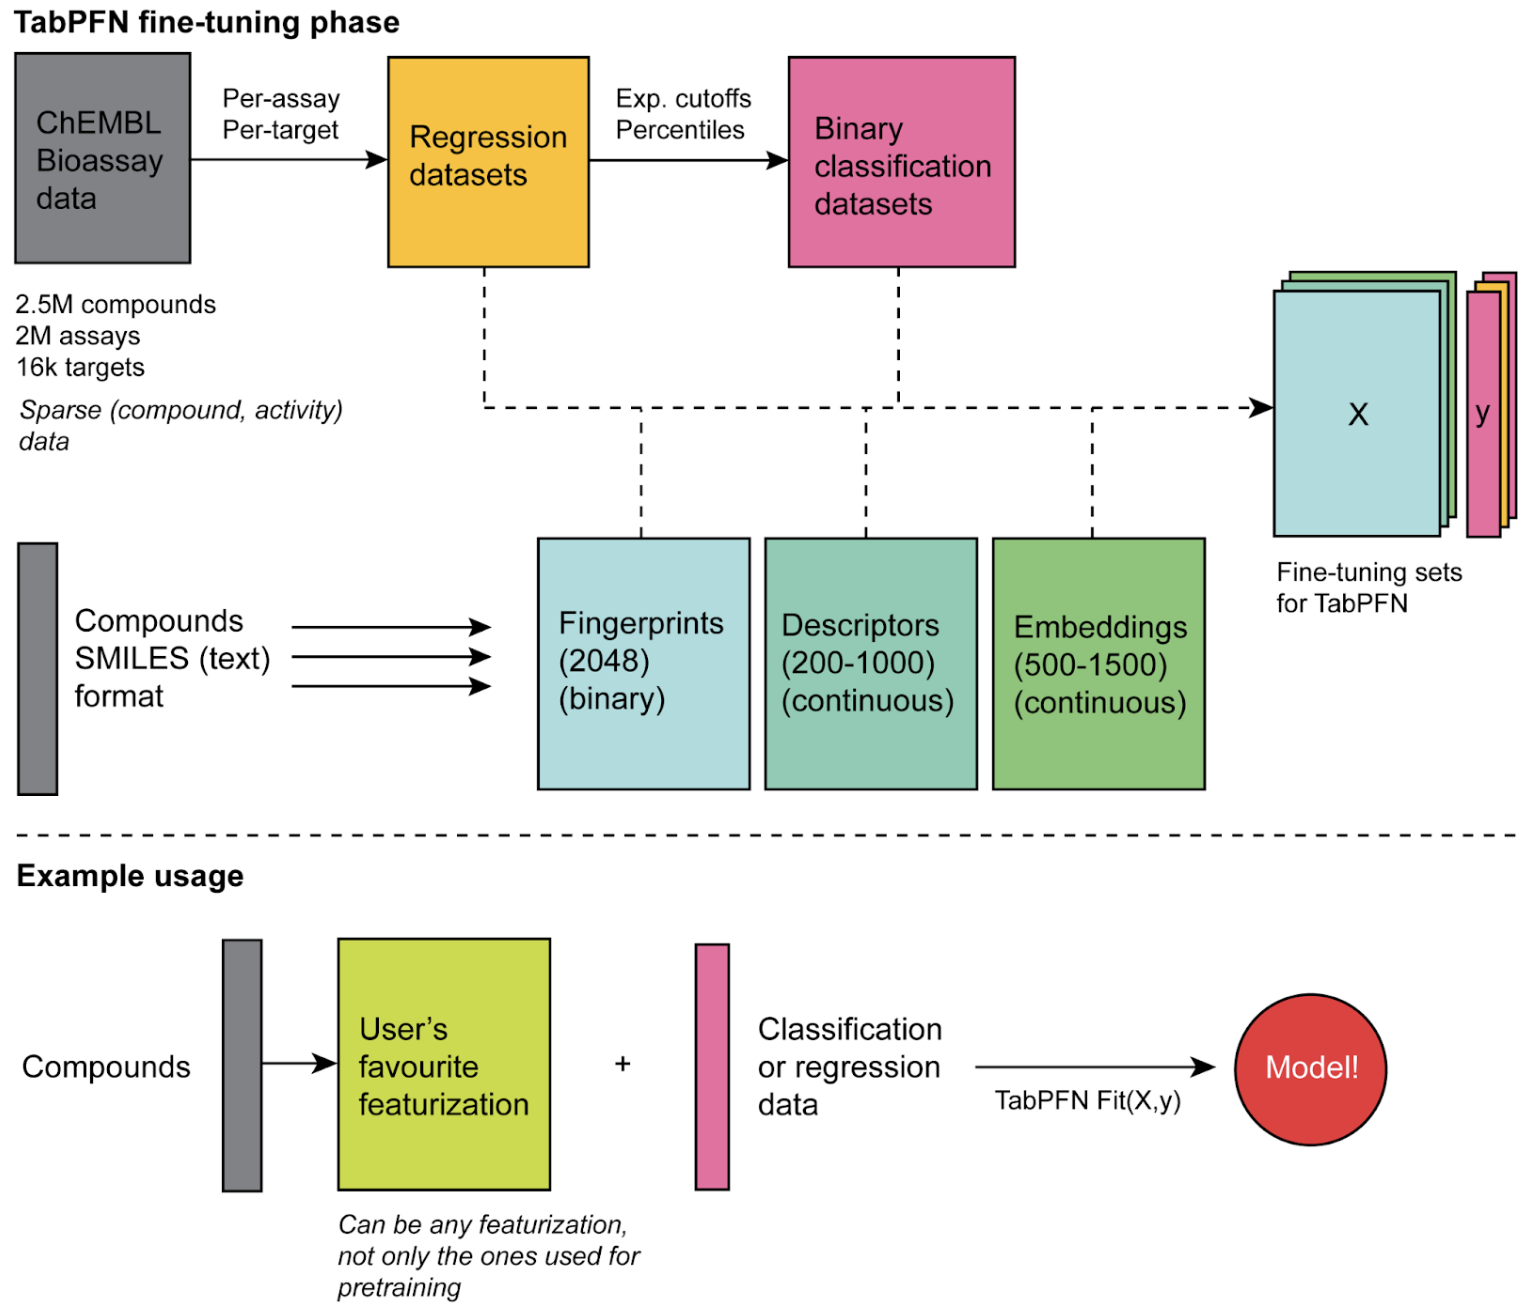 TabPFN fine-tuning phase
ChEMBL
Bioassay
data
Per-assay
Per-target
Regression
datasets
Exp. cutoffs
Percentiles
Binary
classification
datasets
2.5M compounds
2M assays
16k targets
Sparse (compound, activity)
data
X
y
Fine-tuning sets
for TabPFN
Compounds
SMILES (text)
format
Fingerprints
(2048)
(binary)
Descriptors
(200-1000)
(continuous)
Embeddings
(500-1500)
(continuous)
Example usage
Compounds
User's
favourite
featurization
+
Classification
or regression
data
TabPFN Fit(X,y)
Model!
Can be any featurization,
not only the ones used for
pretraining